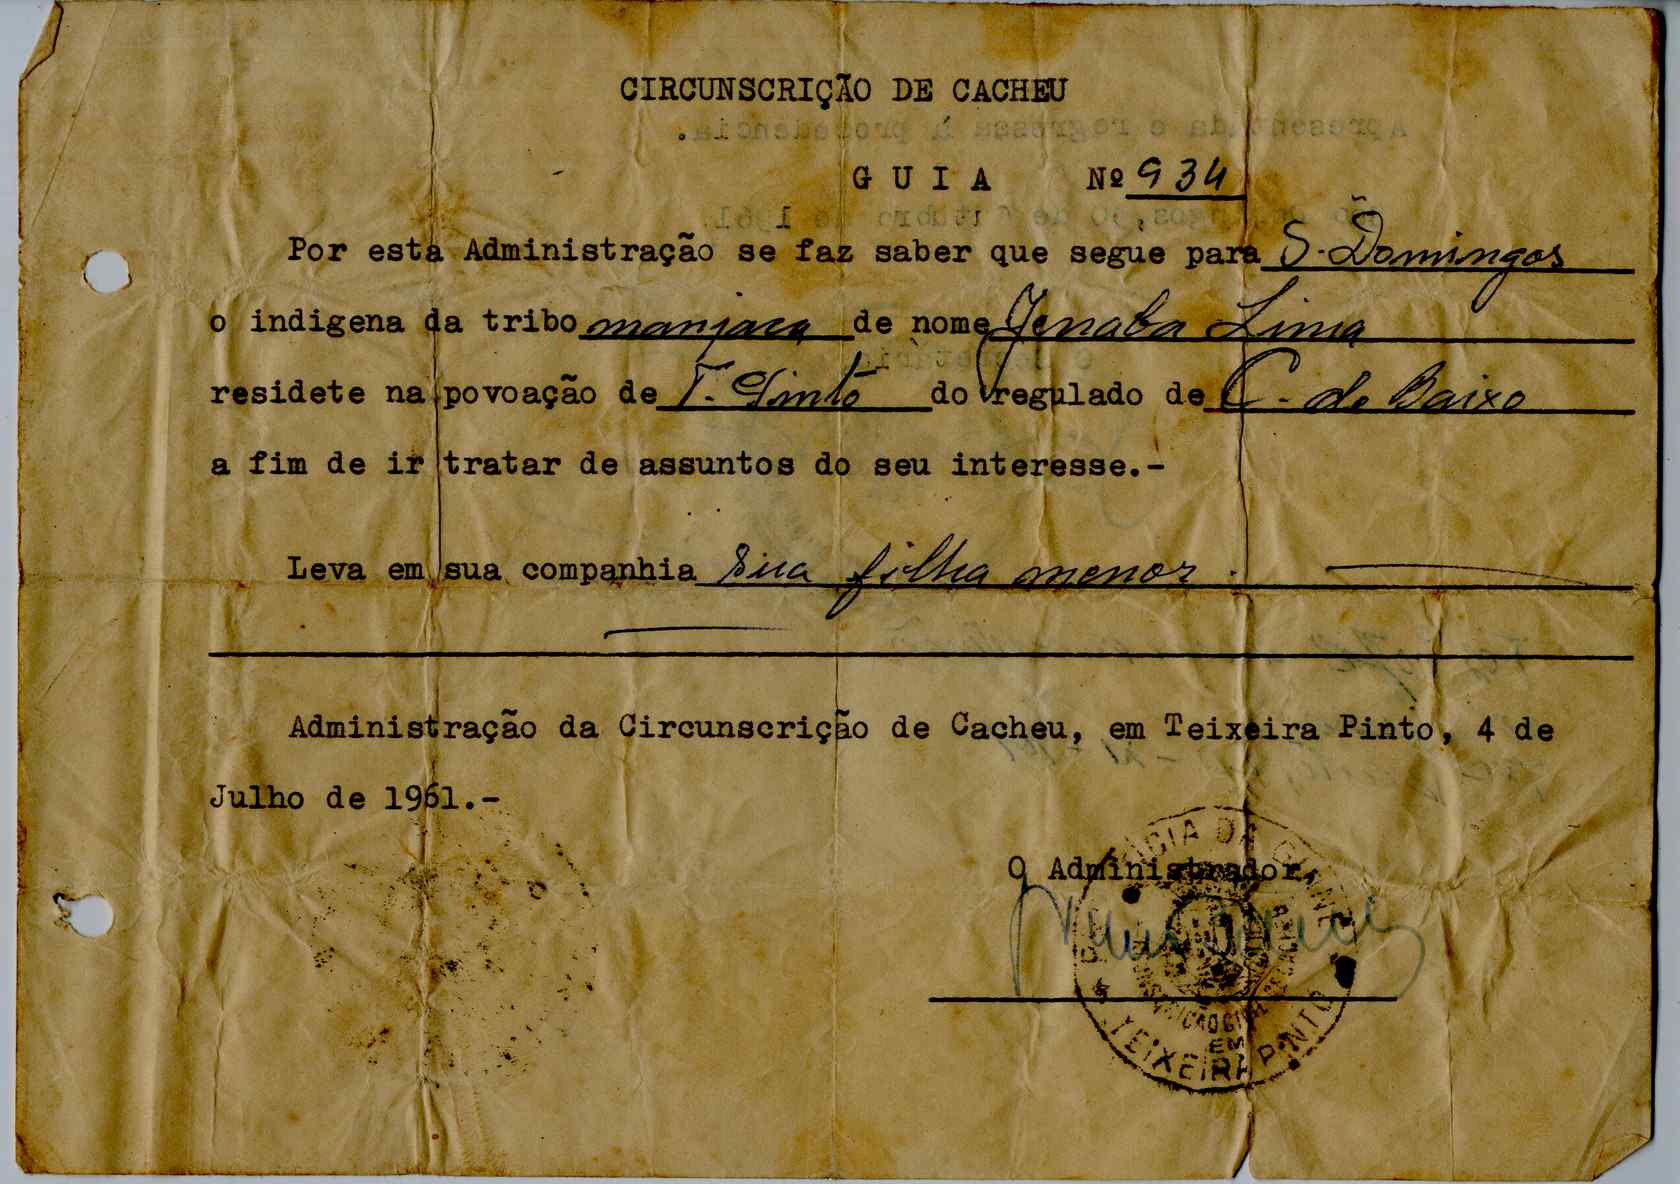 CIRCUNSCRIÇÃO DE CACHEU
GUIA Nº 934
Por esta Administração se faz saber que segue para S. Domingos
o indigena da tribo manjaca de nome Jenaba Lima
residete na povoação de T. Pinto do regulado de C. de Baixo
a fim de ir tratar de assuntos do seu interesse.-
Leva em sua companhia sua filha menor.
Administração da Circunscrição de Cacheu, em Teixeira Pinto, 4 de
Julho de 1961.-
O Administrador,
EM
TEIXEIRA PINTO